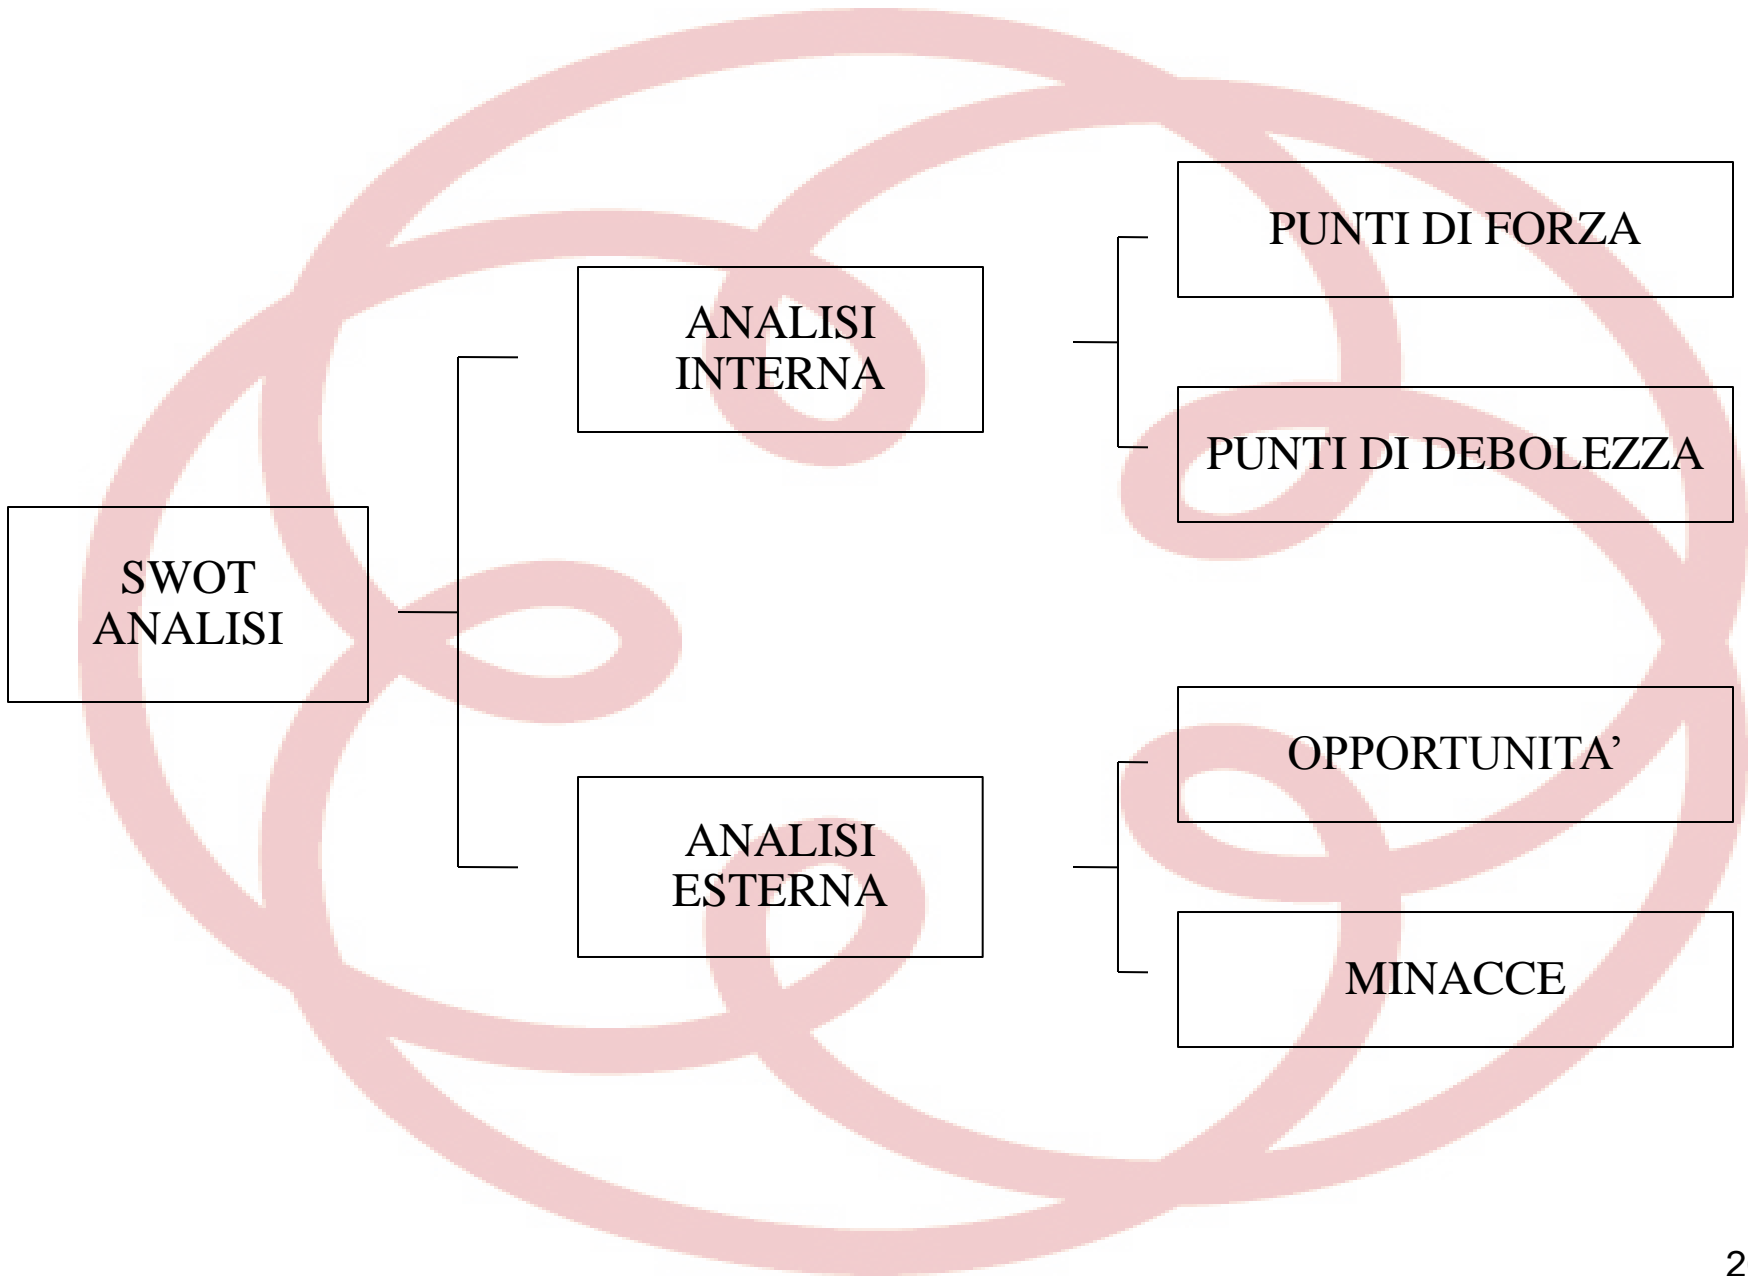 SWOT
ANALISI
ANALISI
INTERNA
PUNTI DI FORZA
PUNTI DI DEBOLEZZA
ANALISI
ESTERNA
OPPORTUNITA’
MINACCE
2